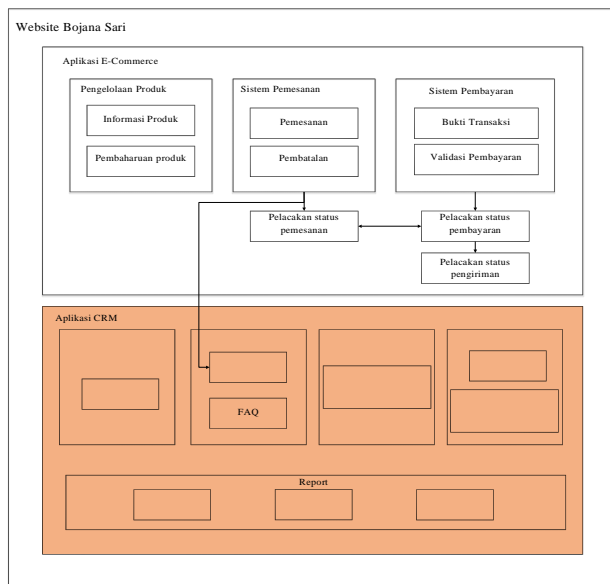 Website Bojana Sari
Aplikasi E-Commerce
Pengelolaan Produk
Informasi Produk
Pembaharuan produk
Sistem Pemesanan
Pemesanan
Pembatalan
Sistem Pembayaran
Bukti Transaksi
Validasi Pembayaran
Pelacakan status
pemesanan
Pelacakan status
pembayaran
Pelacakan status
pengiriman
Aplikasi CRM
FAQ
Report